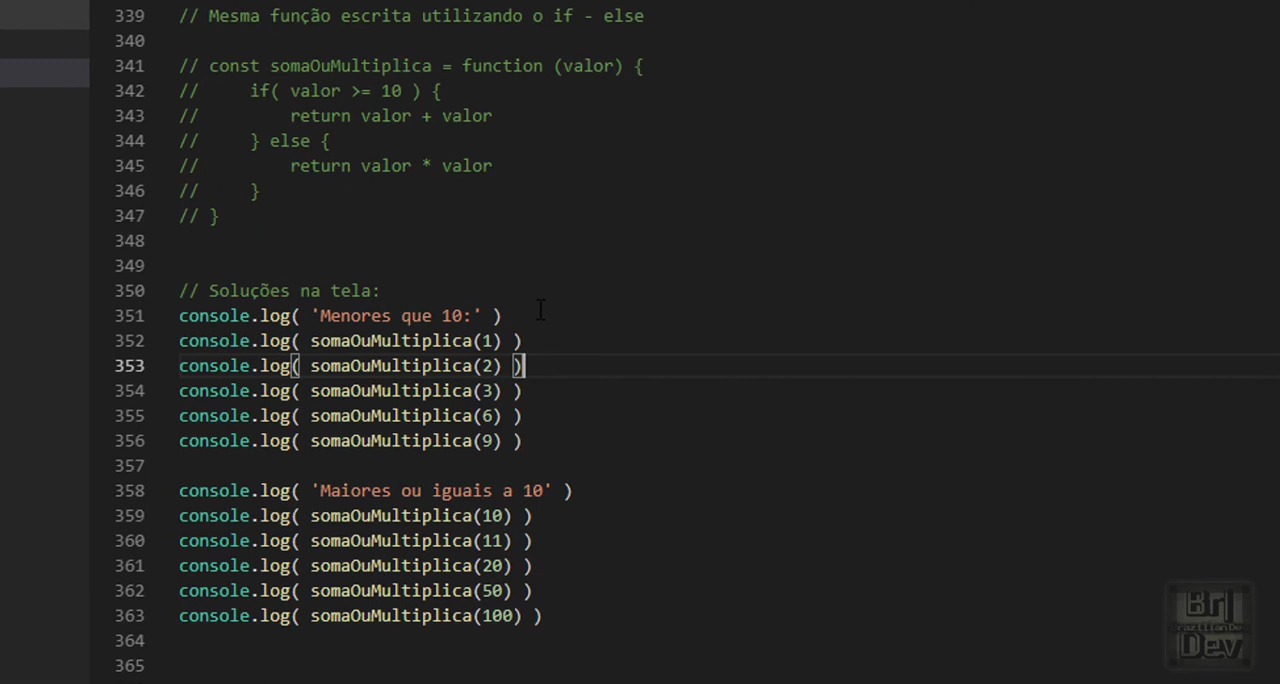 339 // Mesma função escrita utilizando o if - else
340
341 // const somaOuMultiplica = function (valor) {
342 //     if( valor >= 10 ) {
343 //         return valor + valor
344 //     } else {
345 //         return valor * valor
346 //     }
347 // }
348
349
350 // Soluções na tela:
351 console.log( 'Menores que 10:' )
352 console.log( somaOuMultiplica(1) )
353 console.log( somaOuMultiplica(2) )
354 console.log( somaOuMultiplica(3) )
355 console.log( somaOuMultiplica(6) )
356 console.log( somaOuMultiplica(9) )
357
358 console.log( 'Maiores ou iguais a 10' )
359 console.log( somaOuMultiplica(10) )
360 console.log( somaOuMultiplica(11) )
361 console.log( somaOuMultiplica(20) )
362 console.log( somaOuMultiplica(50) )
363 console.log( somaOuMultiplica(100) )
364
365
Br|
BrazilianDev
Dev